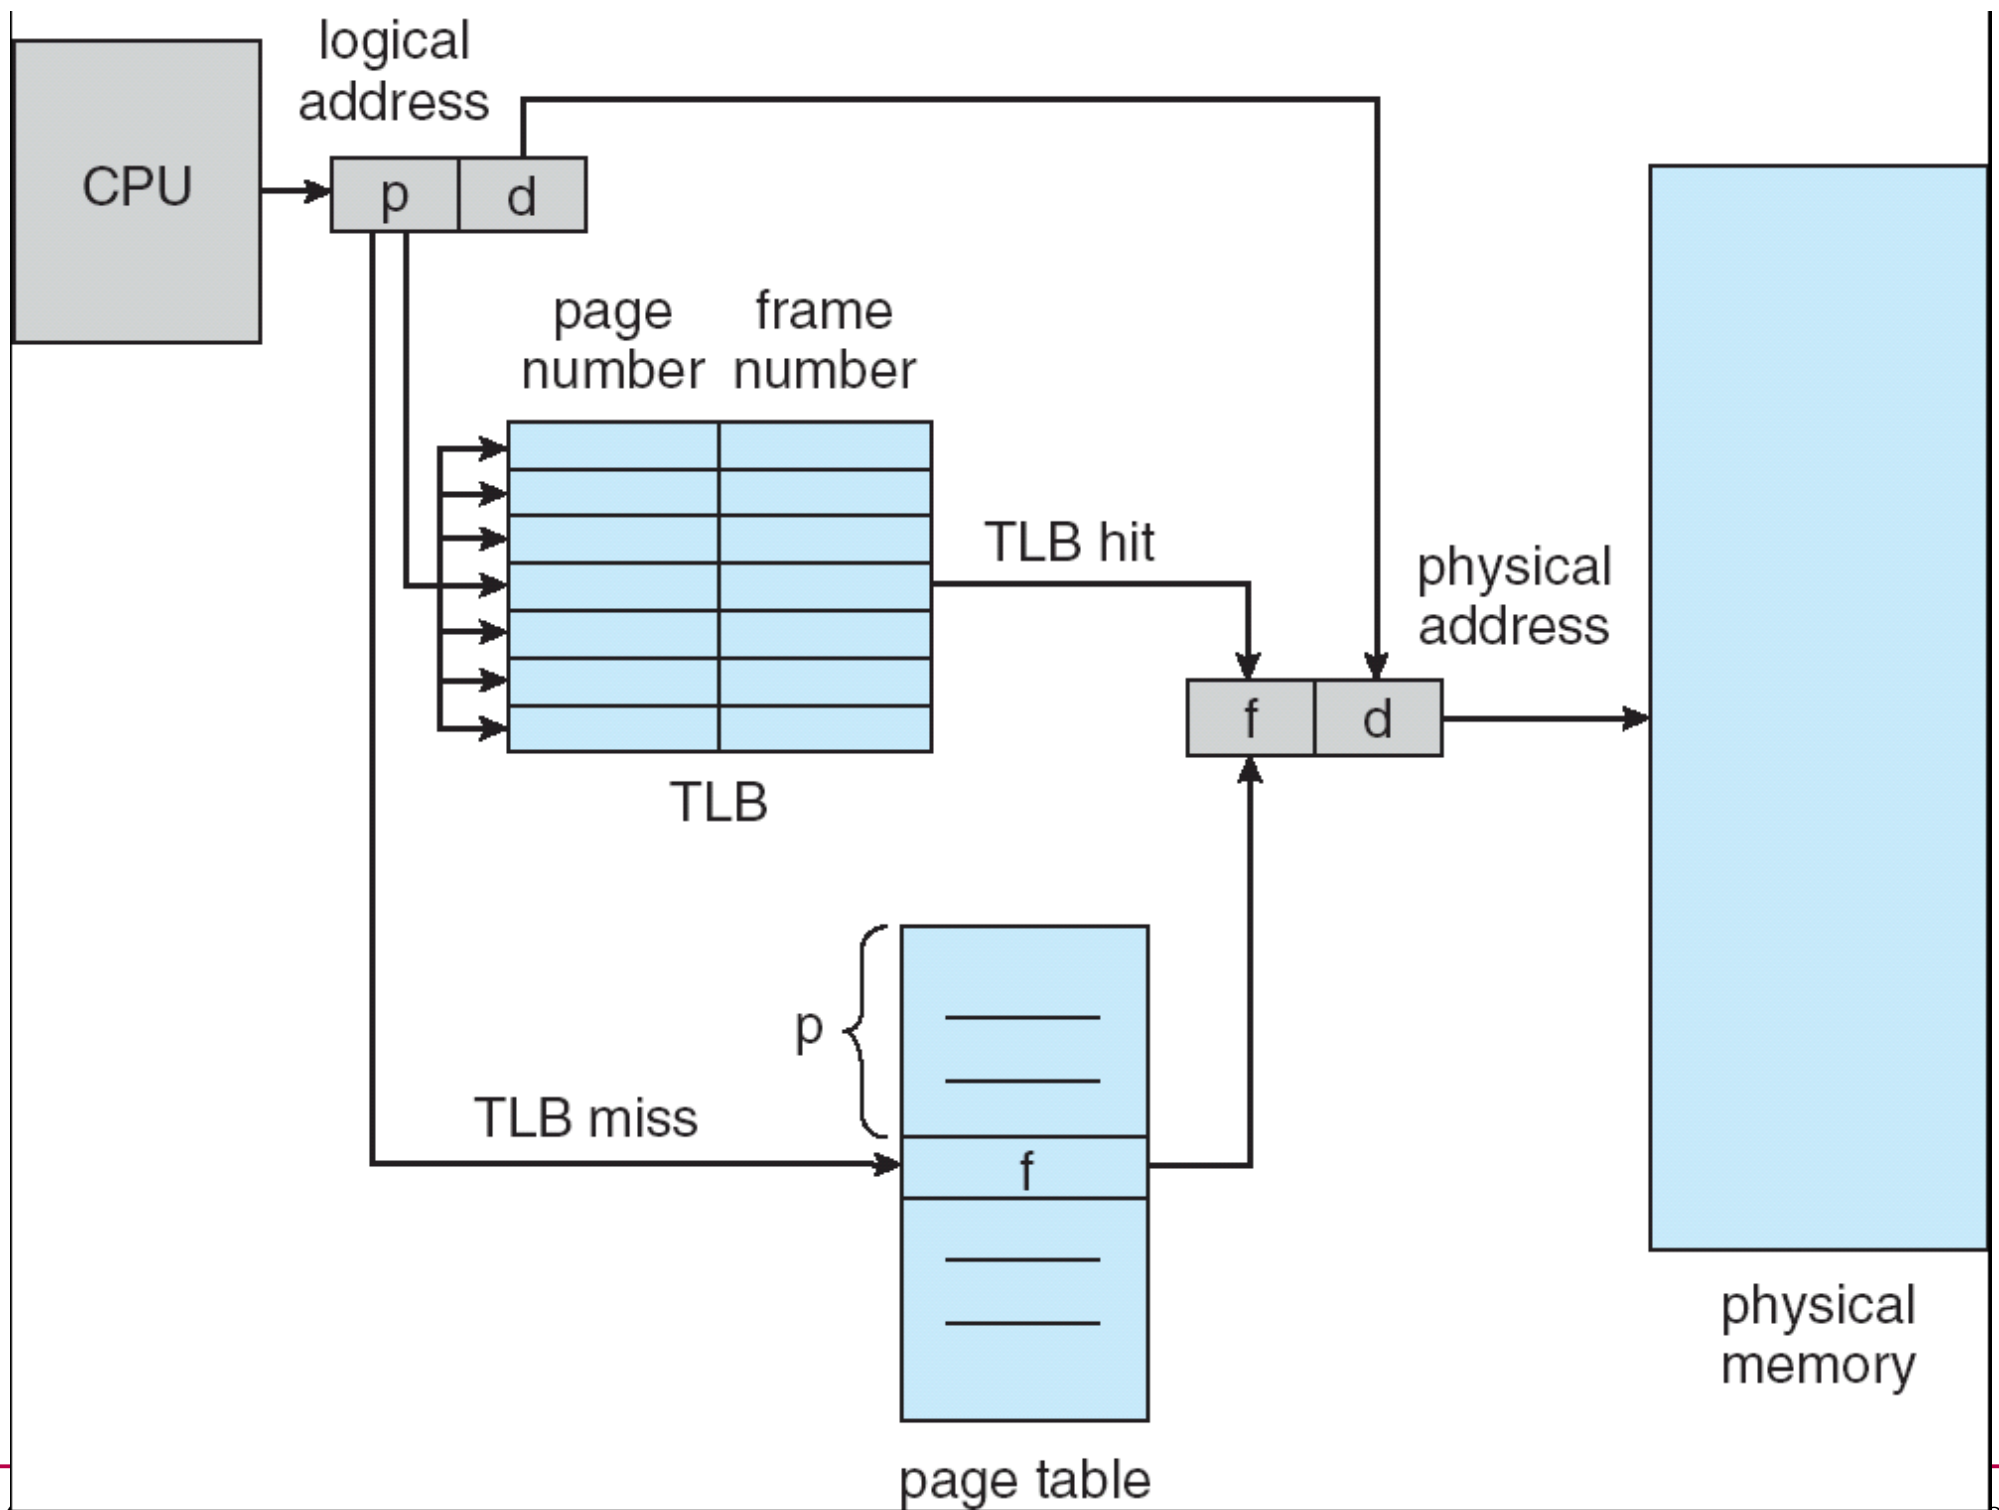 logical
address
CPU
p
d
page
number
frame
number
TLB hit
physical
address
f
d
TLB
p
TLB miss
f
physical
memory
page table